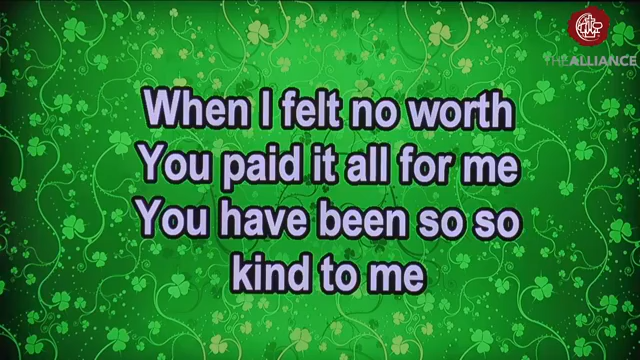 THE ALLIANCE
When I felt no worth
You paid it all for me
You have been so so
kind to me